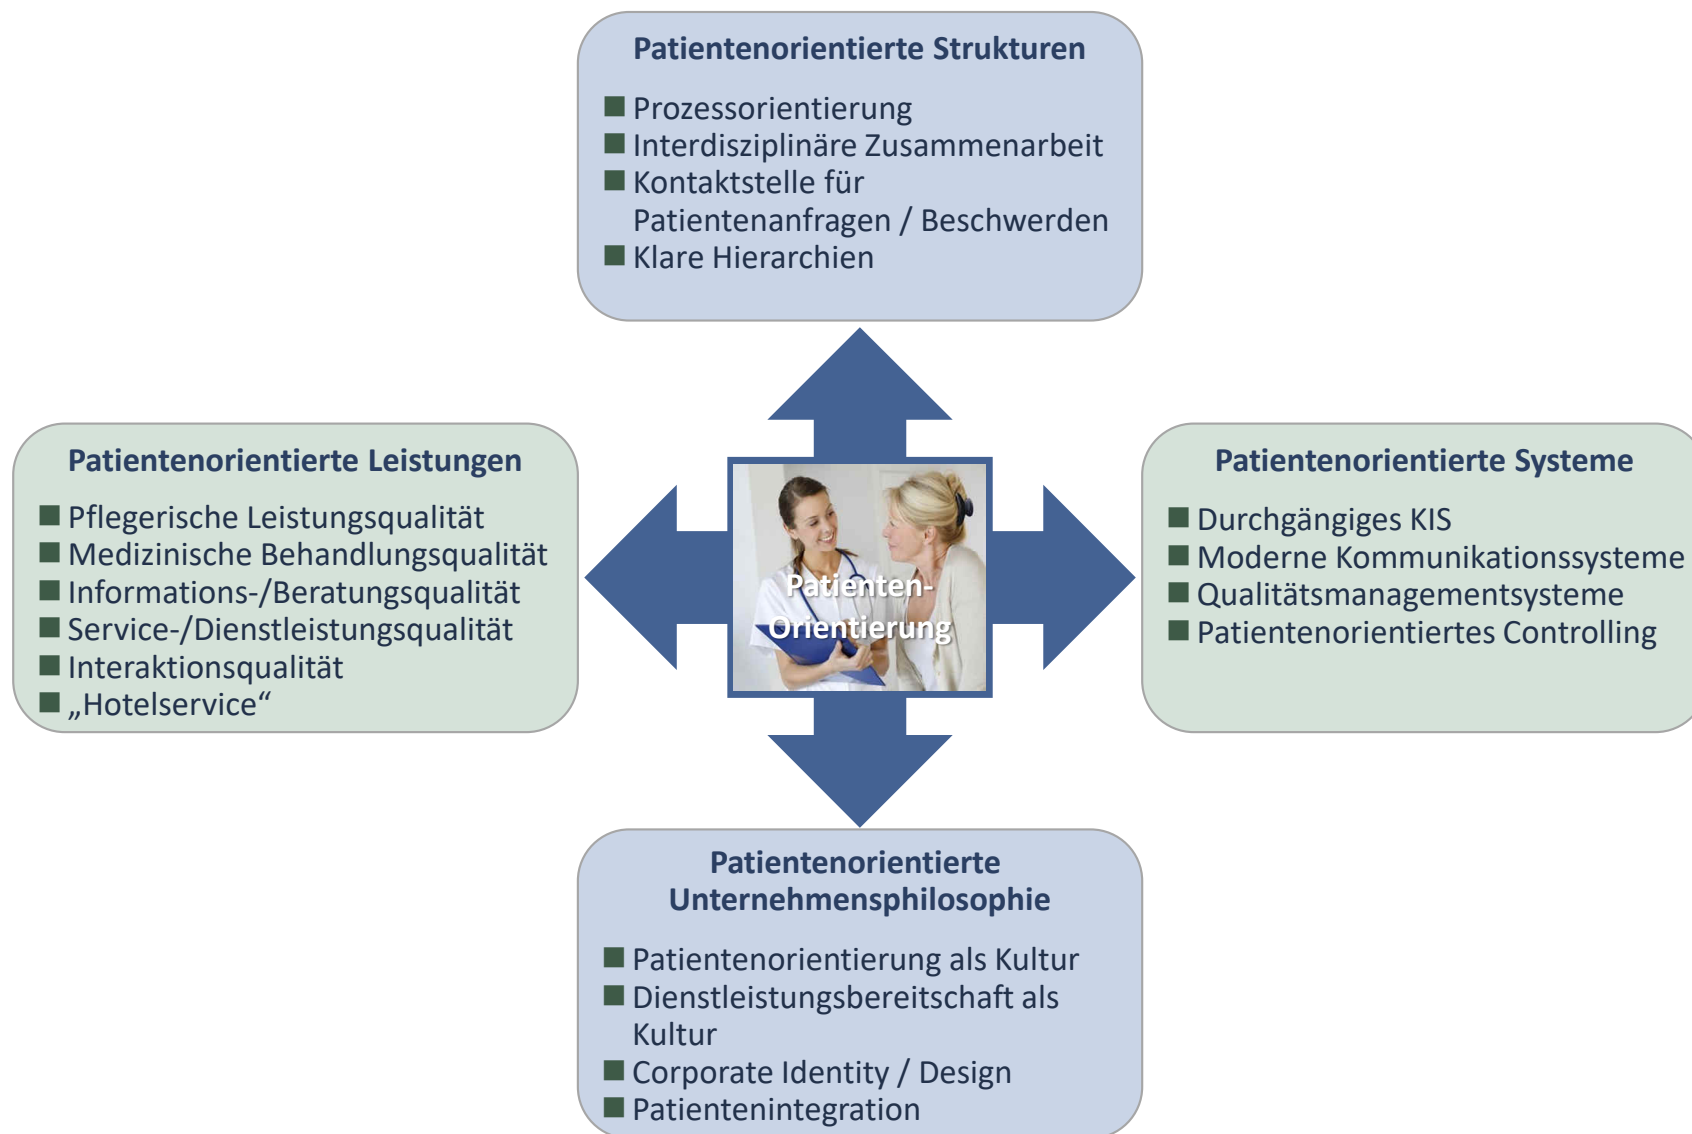 Patientenorientierte Strukturen
Prozessorientierung
Interdisziplinäre Zusammenarbeit
Kontaktstelle für
Patientenanfragen / Beschwerden
Klare Hierarchien
Patientenorientierte Leistungen
Pflegerische Leistungsqualität
Medizinische Behandlungsqualität
Informations-/Beratungsqualität
Service-/Dienstleistungsqualität
Interaktionsqualität
„Hotelservice“
Patienten-
Orientierung
Patientenorientierte Systeme
Durchgängiges KIS
Moderne Kommunikationssysteme
Qualitätsmanagementsysteme
Patientenorientiertes Controlling
Patientenorientierte
Unternehmensphilosophie
Patientenorientierung als Kultur
Dienstleistungsbereitschaft als
Kultur
Corporate Identity / Design
Patientenintegration